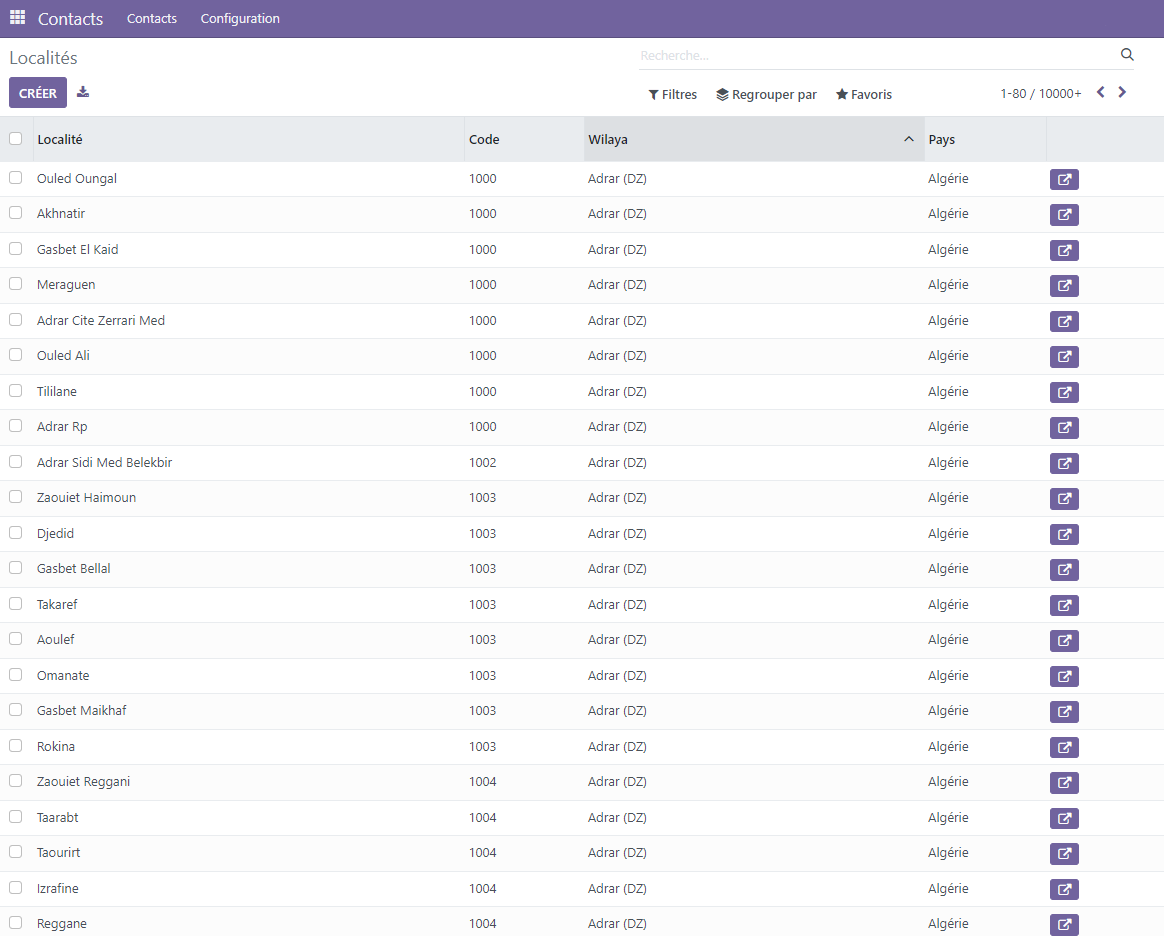 Contacts Contacts Configuration
Localités Recherche...
CRÉER Filtres Regrouper par Favoris 1-80 / 10000+
Localité Code Wilaya Pays
Ouled Oungal 1000 Adrar (DZ) Algérie
Akhnatir 1000 Adrar (DZ) Algérie
Gasbet El Kaid 1000 Adrar (DZ) Algérie
Meraguen 1000 Adrar (DZ) Algérie
Adrar Cite Zerrari Med 1000 Adrar (DZ) Algérie
Ouled Ali 1000 Adrar (DZ) Algérie
Tililane 1000 Adrar (DZ) Algérie
Adrar Rp 1000 Adrar (DZ) Algérie
Adrar Sidi Med Belekbir 1002 Adrar (DZ) Algérie
Zaouiet Haimoun 1003 Adrar (DZ) Algérie
Djedid 1003 Adrar (DZ) Algérie
Gasbet Bellal 1003 Adrar (DZ) Algérie
Takaref 1003 Adrar (DZ) Algérie
Aoulef 1003 Adrar (DZ) Algérie
Omanate 1003 Adrar (DZ) Algérie
Gasbet Maikhaf 1003 Adrar (DZ) Algérie
Rokina 1003 Adrar (DZ) Algérie
Zaouiet Reggani 1004 Adrar (DZ) Algérie
Taarabt 1004 Adrar (DZ) Algérie
Taourirt 1004 Adrar (DZ) Algérie
Izrafine 1004 Adrar (DZ) Algérie
Reggane 1004 Adrar (DZ) Algérie